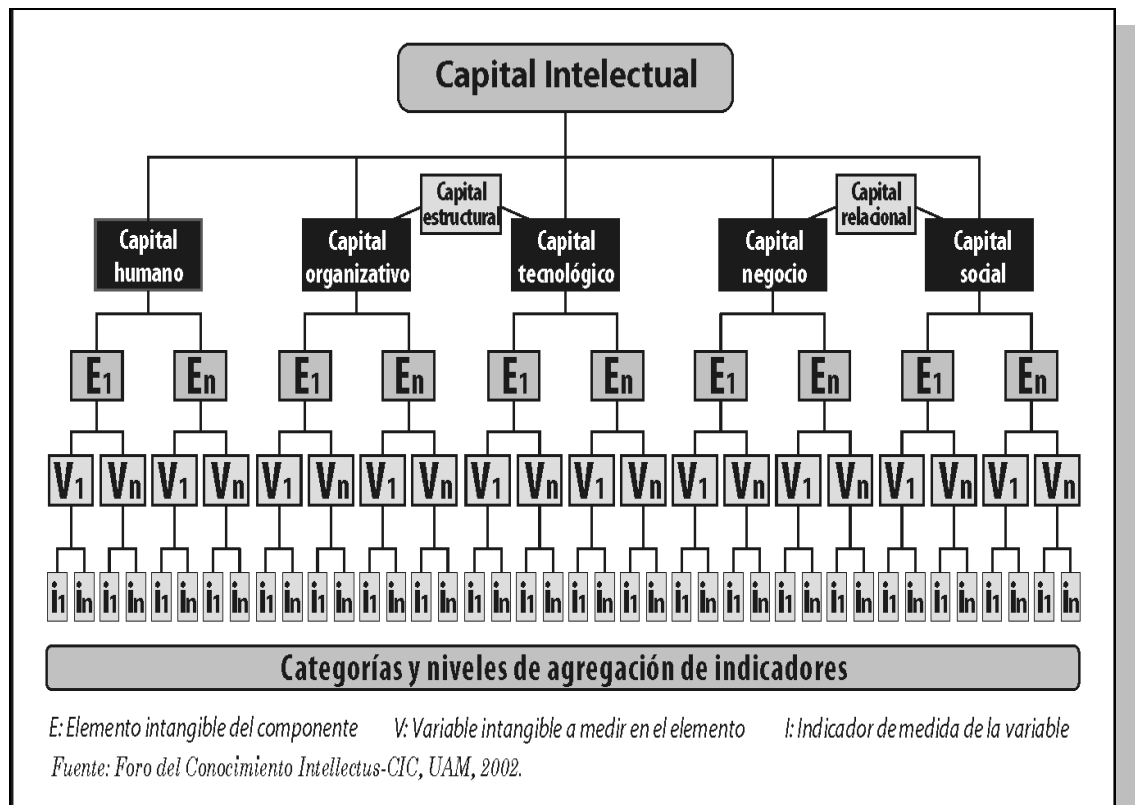 Capital Intelectual
Capital
estructural
Capital
relacional
Capital
humano
Capital
organizativo
Capital
tecnológico
Capital
negocio
Capital
social
E1 En E1 En E1 En E1 En E1 En
V1 Vn V1 Vn V1 Vn V1 Vn V1 Vn V1 Vn V1 Vn V1 Vn V1 Vn V1 Vn
i1 in i1 in i1 in i1 in i1 in i1 in i1 in i1 in i1 in i1 in i1 in i1 in i1 in i1 in i1 in i1 in i1 in i1 in i1 in i1 in
Categorías y niveles de agregación de indicadores
E: Elemento intangible del componente V: Variable intangible a medir en el elemento I: Indicador de medida de la variable
Fuente: Foro del Conocimiento Intellectus-CIC, UAM, 2002.